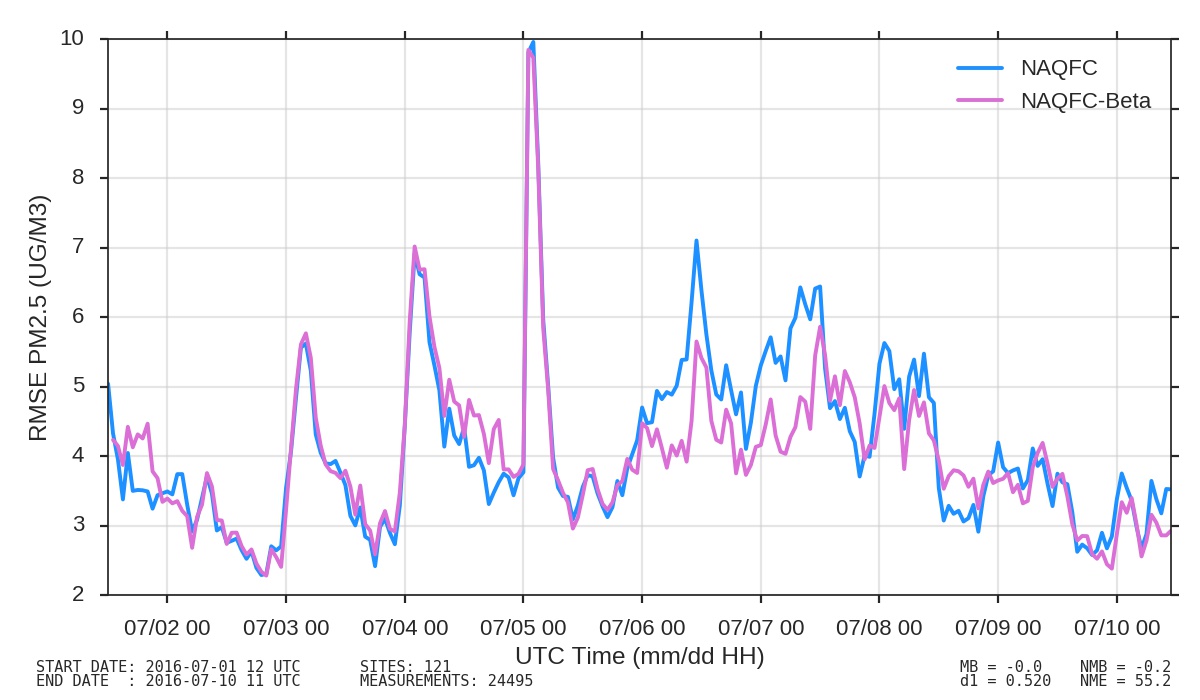 10
9
8
7
6
5
4
3
2
RMSE PM2.5 (UG/M3)
NAQFC
NAQFC-Beta
07/02 00 07/03 00 07/04 00 07/05 00 07/06 00 07/07 00 07/08 00 07/09 00 07/10 00
UTC Time (mm/dd HH)
START DATE: 2016-07-01 12 UTC SITES: 121 MB = -0.0 NMB = -0.2
END DATE : 2016-07-10 11 UTC MEASUREMENTS: 24495 d1 = 0.520 NME = 55.2